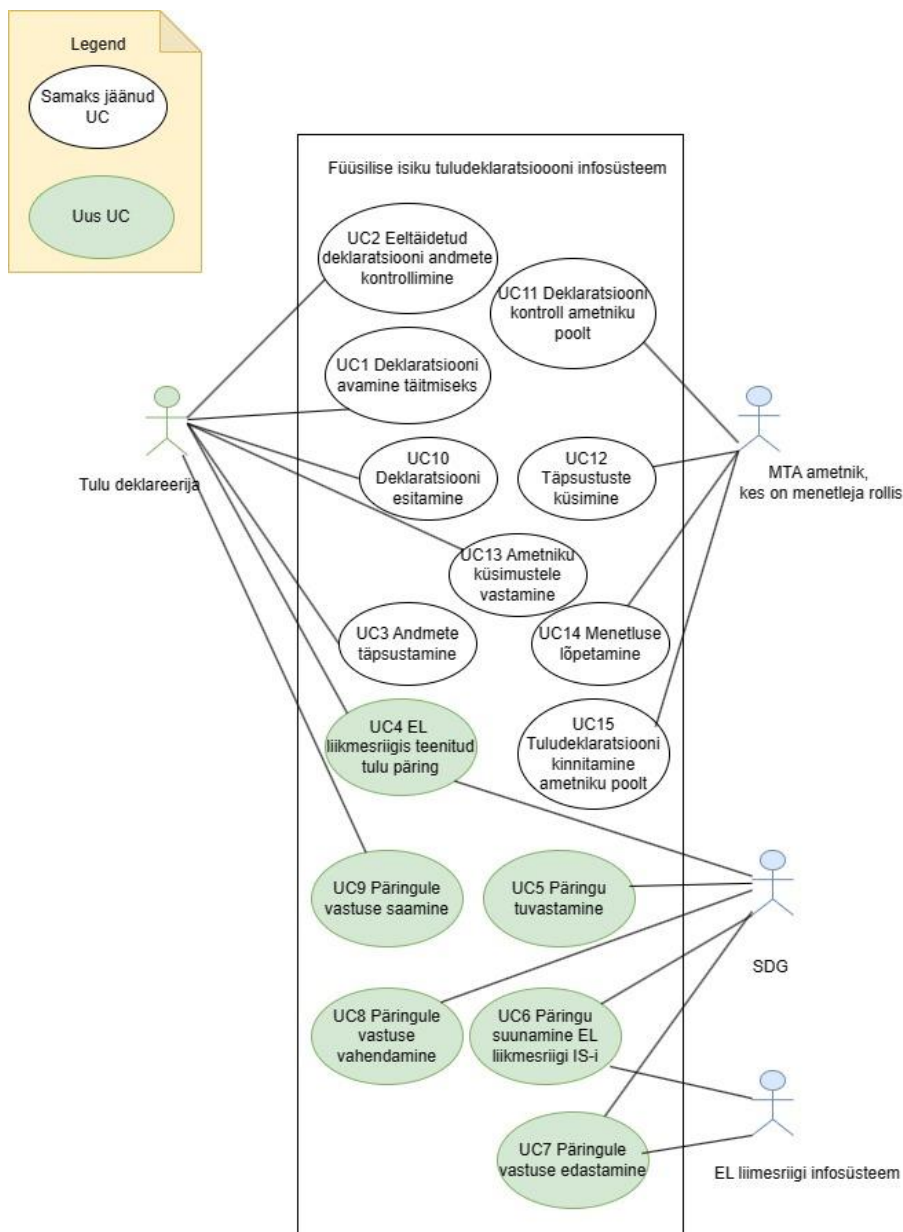 Legend
Samaks jäänud
UC
Uus UC
Füüsilise isiku tuludeklaratsioooni infosüsteem
UC2 Eeltäidetud
deklaratsiooni andmete
kontrollimine
UC11 Deklaratsiooni
kontroll ametniku
poolt
UC1 Deklaratsiooni
avamine täitmiseks
Tulu deklareerija
UC10
Deklaratsiooni
esitamine
UC12
Täpsustuste
küsimine
MTA ametnik,
kes on menetleja rollis
UC13 Ametniku
küsimustele
vastamine
UC3 Andmete
täpsustamine
UC14 Menetluse
lõpetamine
UC4 EL
liikmesriigis teenitud
tulu päring
UC15
Tuludeklaratsiooni
kinnitamine
ametniku poolt
UC9 Päringule
vastuse saamine
UC5 Päringu
tuvastamine
SDG
UC8 Päringule
vastuse
vahendamine
UC6 Päringu
suunamine EL
liikmesriigi IS-i
UC7 Päringule
vastuse edastamine
EL liimesriigi infosüsteem